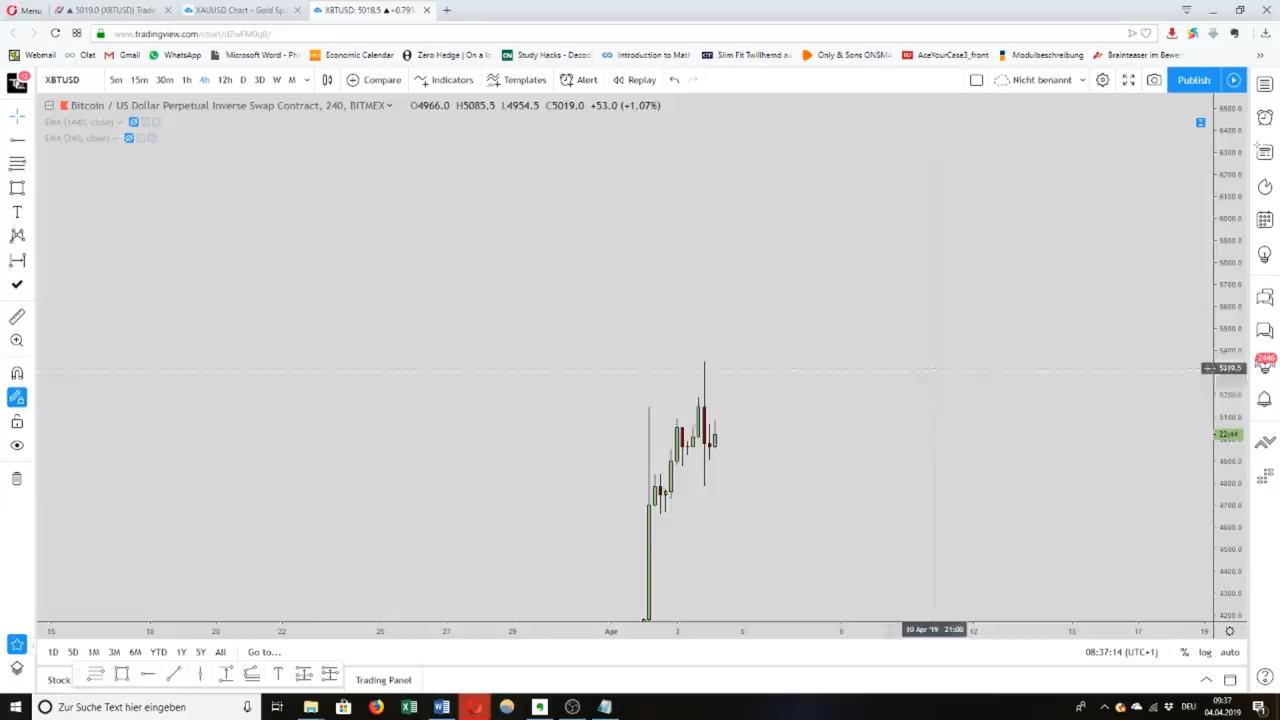 Menu 5019.0 (XBTUSD) Trade XAUUSD Chart – Gold Sp XBTUSD: 5018.5 ▲+0.79%
www.tradingview.com/chart/dZwFM0qB/
Webmail Olat Gmail WhatsApp Microsoft Word - Ph Economic Calendar Zero Hedge | On a lo Study Hacks - Decod Introduction to Math Slim Fit Twillhemd au Only & Sons ONSMA AceYourCase3_front Modulbeschreibung Brainteaser im Bewer
XBTUSD 5m 15m 30m 1h 4h 12h D 3D W M Compare Indicators Templates Alert Replay Nicht benannt Publish
Bitcoin / US Dollar Perpetual Inverse Swap Contract, 240, BITMEX O4966.0 H5085.5 L4954.5 C5019.0 +53.0 (+1.07%)
EMA (1440, close)
EMA (240, close)
6500.0
6400.0
6300.0
6200.0
6100.0
6000.0
5900.0
5800.0
5700.0
5600.0
5500.0
5400.0
5319.5
5200.0
5100.0
22:44
4900.0
4800.0
4700.0
4600.0
4500.0
4400.0
4300.0
4200.0
2446
15 18 20 22 25 27 29 Apr 3 5 8 10 Apr '19 21:00 12 15 17 19
1D 5D 1M 3M 6M YTD 1Y 5Y All Go to... 08:37:14 (UTC+1) % log auto
Stock Trading Panel
Zur Suche Text hier eingeben DEU 09:37
04.04.2019